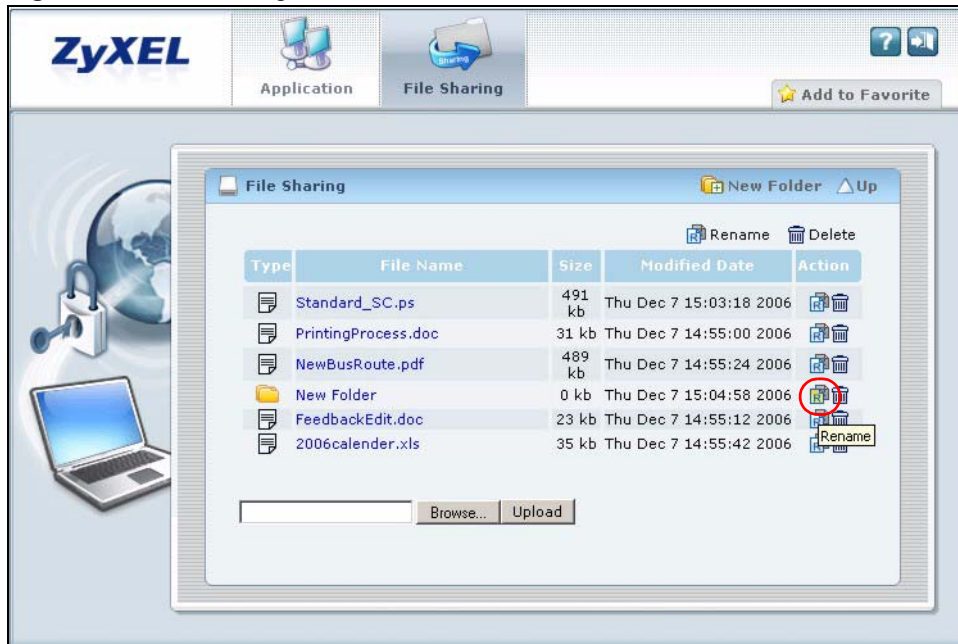 ZyXEL
Application
File Sharing
Add to Favorite
File Sharing
New Folder Up
Rename Delete
Type File Name Size Modified Date Action
Standard_SC.ps 491 kb Thu Dec 7 15:03:18 2006
PrintingProcess.doc 31 kb Thu Dec 7 14:55:00 2006
NewBusRoute.pdf 489 kb Thu Dec 7 14:55:24 2006
New Folder 0 kb Thu Dec 7 15:04:58 2006
FeedbackEdit.doc 23 kb Thu Dec 7 14:55:12 2006
Rename
2006calender.xls 35 kb Thu Dec 7 14:55:42 2006
Browse... Upload